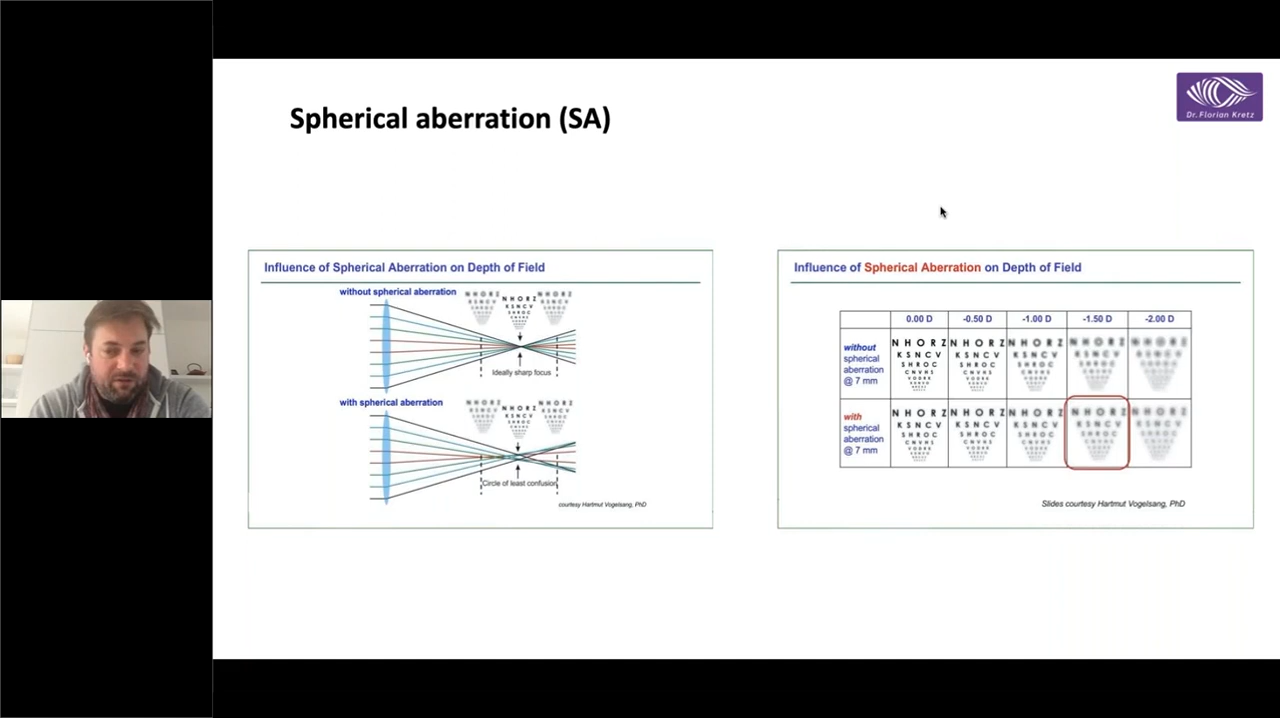 Spherical aberration (SA)
Dr. Florian Kretz
Influence of Spherical Aberration on Depth of Field
without spherical aberration
N H O R Z
K S N C V
S H R O C
Ideally sharp focus
with spherical aberration
N H O R Z
K S N C V
S H R O C
Circle of least confusion
courtesy Hartmut Vogelsang, PhD
Influence of Spherical Aberration on Depth of Field
0.00 D -0.50 D -1.00 D -1.50 D -2.00 D
without
spherical
aberration
@ 7 mm
N H O R Z N H O R Z N H O R Z N H O R Z N H O R Z
K S N C V K S N C V K S N C V K S N C V
S H R O C S H R O C S H R O C
C N V H S
with
spherical
aberration
@ 7 mm
N H O R Z N H O R Z N H O R Z N H O R Z N H O R Z
K S N C V K S N C V K S N C V K S N C V
S H R O C S H R O C S H R O C S H R O C
C N V H S
Slides courtesy Hartmut Vogelsang, PhD